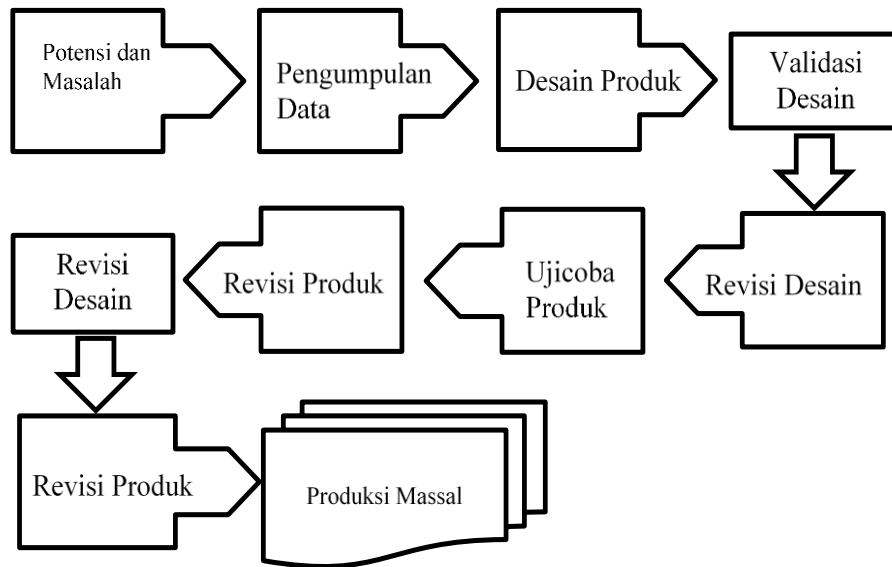 Potensi dan
Masalah
Pengumpulan
Data
Desain Produk
Validasi
Desain
Revisi Desain
Ujicoba
Produk
Revisi Produk
Revisi
Desain
Revisi Produk
Produksi Massal